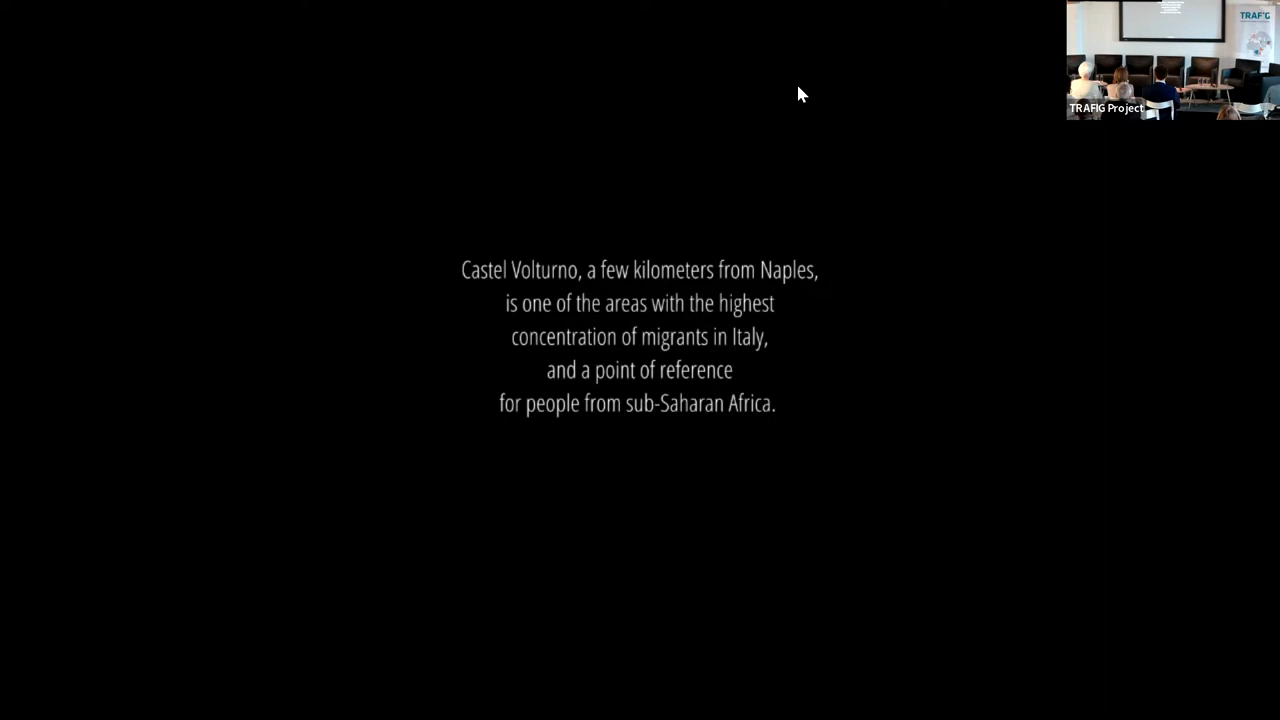 TRAFIG
TRAFIG Project
Castel Volturno, a few kilometers from Naples,
is one of the areas with the highest
concentration of migrants in Italy,
and a point of reference
for people from sub-Saharan Africa.